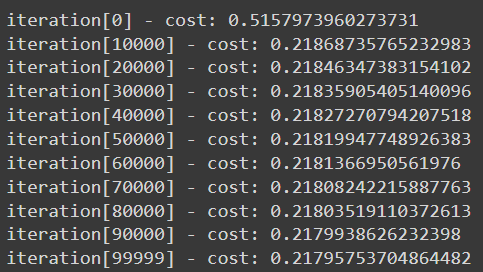 iteration[0] - cost: 0.5157973960273731
iteration[10000] - cost: 0.21868735765232983
iteration[20000] - cost: 0.21846347383154102
iteration[30000] - cost: 0.21835905405140096
iteration[40000] - cost: 0.21827270794207518
iteration[50000] - cost: 0.21819947748926383
iteration[60000] - cost: 0.2181366950561976
iteration[70000] - cost: 0.21808242215887763
iteration[80000] - cost: 0.21803519110372613
iteration[90000] - cost: 0.2179938626232398
iteration[99999] - cost: 0.21795753704864482